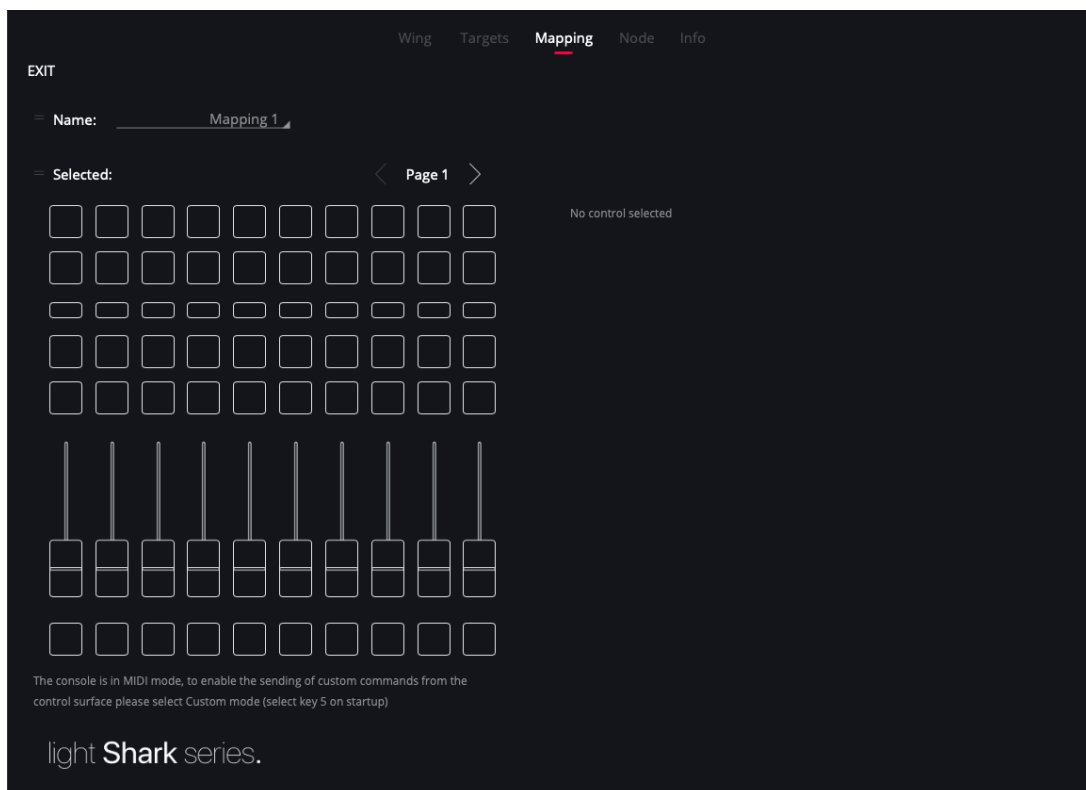 Wing Targets Mapping Node Info
EXIT
Name: Mapping 1
Selected: Page 1
No control selected
The console is in MIDI mode, to enable the sending of custom commands from the
control surface please select Custom mode (select key 5 on startup)
light Shark series.